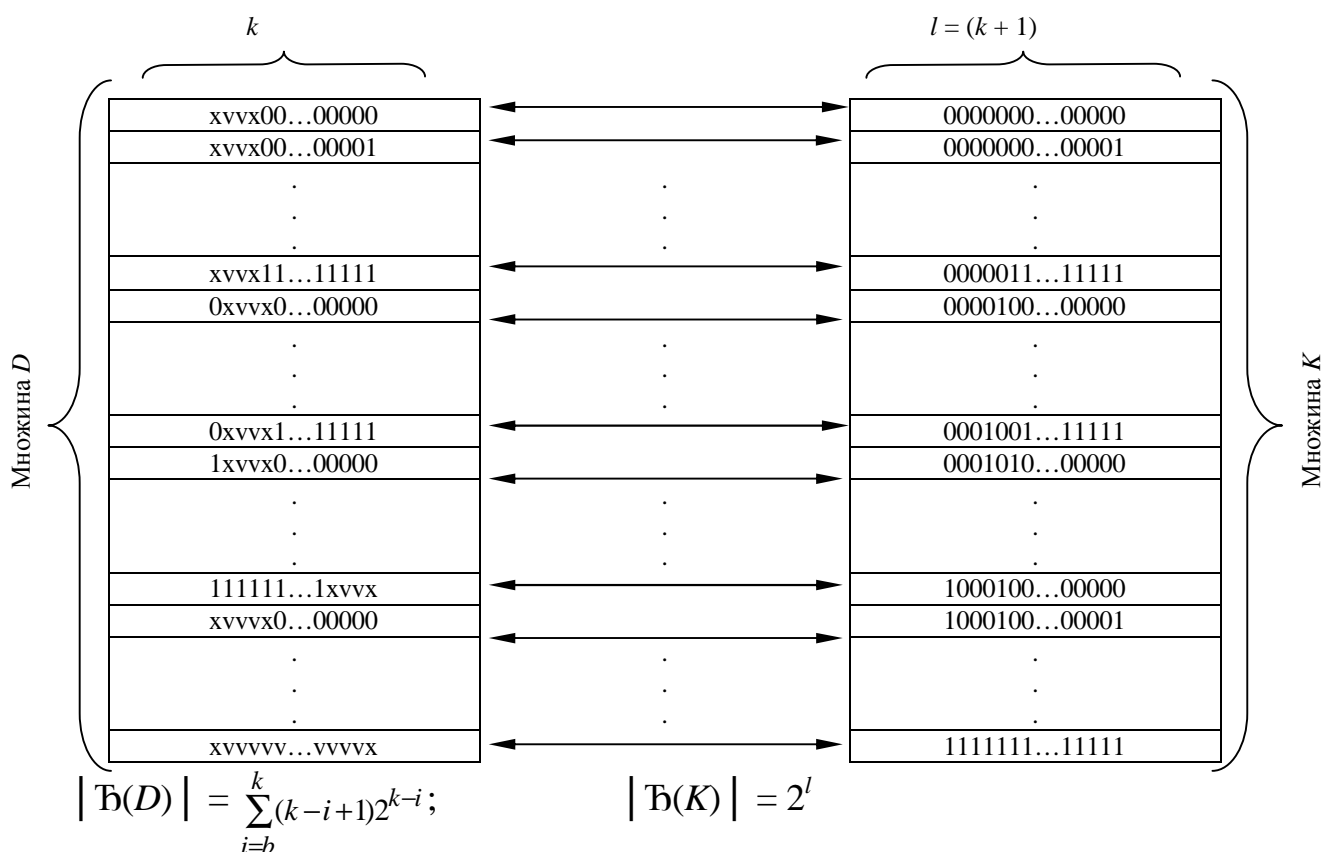 k l = (k + 1)
xvvx00…00000 0000000…00000
xvvx00…00001 0000000…00001
. . .
. . .
. . .
xvvx11…11111 0000011…11111
0xvvx0…00000 0000100…00000
. . .
. . .
. . .
Множина D
Множина K
0xvvx1…11111 0001001…11111
1xvvx0…00000 0001010…00000
. . .
. . .
. . .
111111…1xvvx 1000100…00000
xvvvx0…00000 1000100…00001
. . .
. . .
. . .
xvvvvv…vvvvx 1111111…11111
| Ђ(D) | = ∑_{i=b}^{k} (k−i+1)2^{k−i}; | Ђ(K) | = 2^l